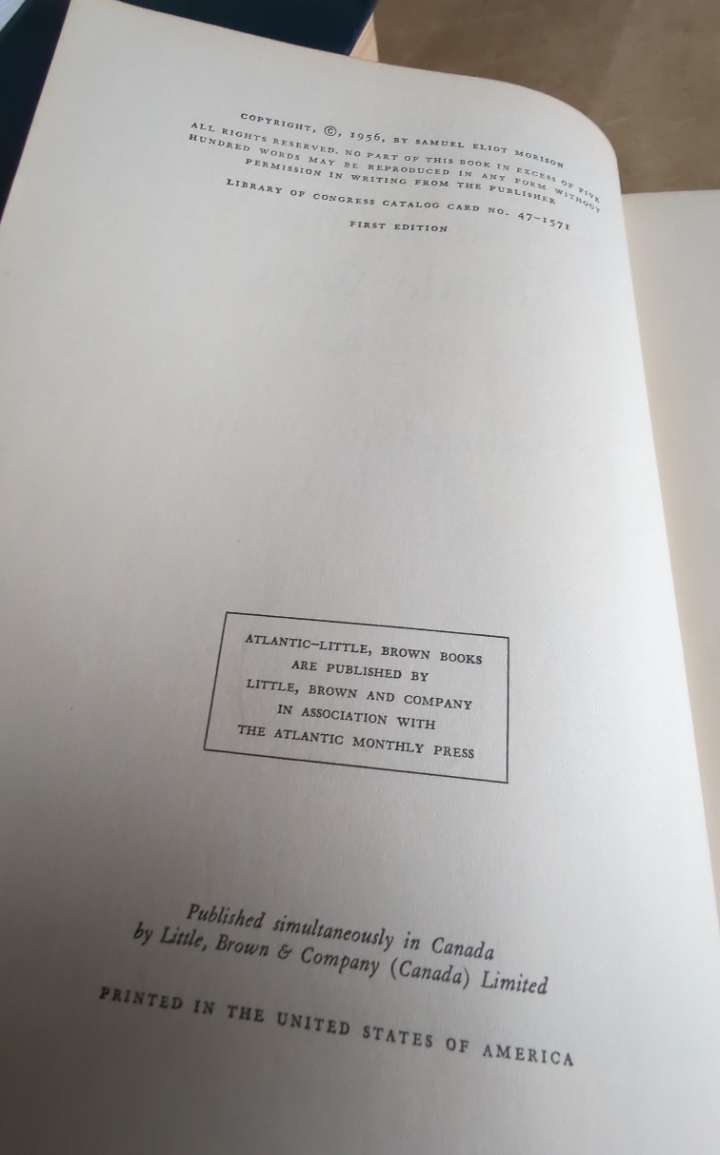 COPYRIGHT, ©, 1956, BY SAMUEL ELIOT MORISON
ALL RIGHTS RESERVED. NO PART OF THIS BOOK IN EXCESS OF FIVE
HUNDRED WORDS MAY BE REPRODUCED IN ANY FORM WITHOUT
PERMISSION IN WRITING FROM THE PUBLISHER
LIBRARY OF CONGRESS CATALOG CARD NO. 47-1571
FIRST EDITION
ATLANTIC–LITTLE, BROWN BOOKS
ARE PUBLISHED BY
LITTLE, BROWN AND COMPANY
IN ASSOCIATION WITH
THE ATLANTIC MONTHLY PRESS
Published simultaneously in Canada
by Little, Brown & Company (Canada) Limited
PRINTED IN THE UNITED STATES OF AMERICA